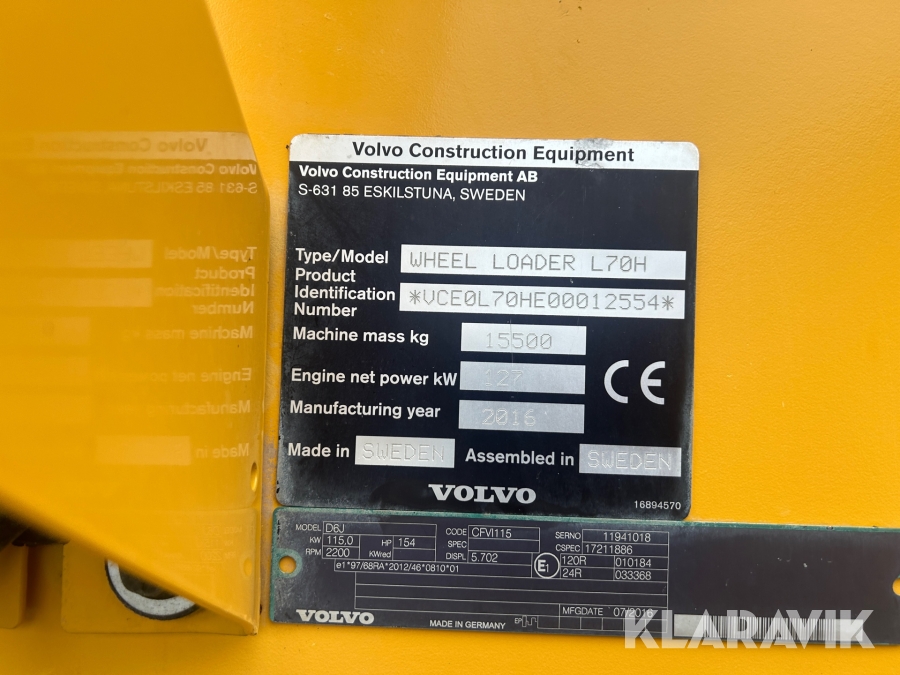 Volvo Construction Equipment
Volvo Construction Equipment AB
S-631 85 ESKILSTUNA, SWEDEN
Type/Model WHEEL LOADER L70H
Product
Identification
Number *VCE0L70HE00012554*
Machine mass kg 15500
Engine net power kW 127
Manufacturing year 2016
Made in SWEDEN Assembled in SWEDEN
VOLVO
16894570
MODEL D6J CODE CFVI115 SERNO 11941018
KW 115.0 HP 154 SPEC CSPEC 17211886
RPM 2200 KWred DISPL 5.702 E1 120R 010184
24R 033368
e1*97/68RA*2012/46*0810*01
MFGDATE 07/2016
VOLVO MADE IN GERMANY EP
KLARAVIK